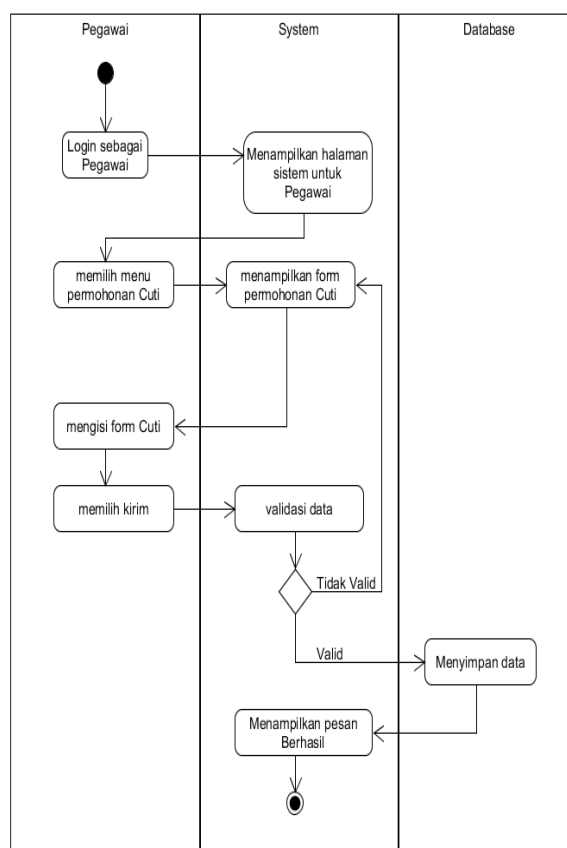 Pegawai
System
Database
Login sebagai
Pegawai
Menampilkan halaman
sistem untuk
Pegawai
memilih menu
permohonan Cuti
menampilkan form
permohonan Cuti
mengisi form Cuti
memilih kirim
validasi data
Tidak Valid
Valid
Menyimpan data
Menampilkan pesan
Berhasil